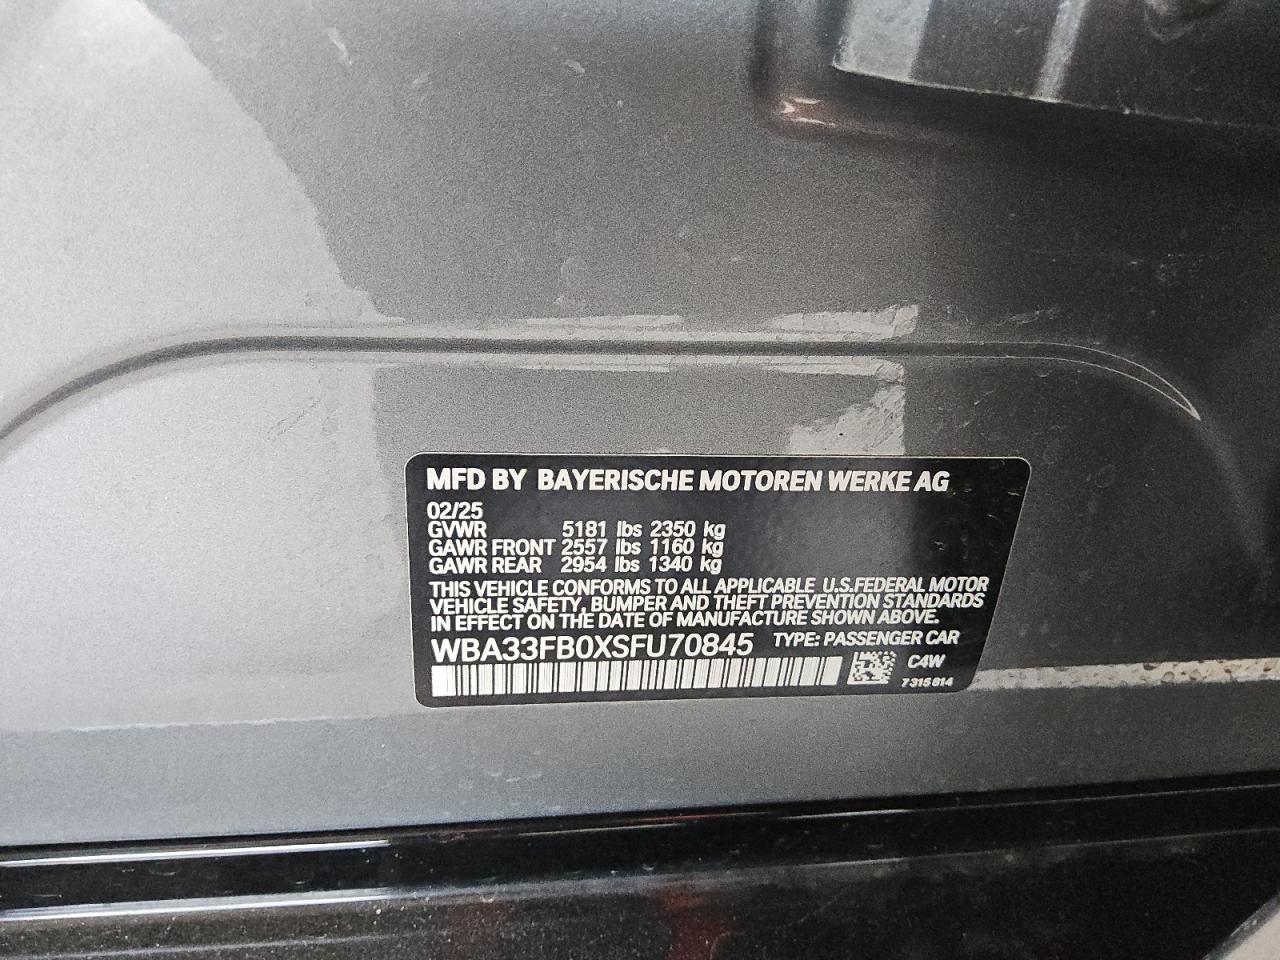 MFD BY BAYERISCHE MOTOREN WERKE AG
02/25
GVWR 5181 lbs 2350 kg
GAWR FRONT 2557 lbs 1160 kg
GAWR REAR 2954 lbs 1340 kg
THIS VEHICLE CONFORMS TO ALL APPLICABLE U.S.FEDERAL MOTOR
VEHICLE SAFETY, BUMPER AND THEFT PREVENTION STANDARDS
IN EFFECT ON THE DATE OF MANUFACTURE SHOWN ABOVE.
WBA33FB0XSFU70845 TYPE: PASSENGER CAR
C4W
7 315 814